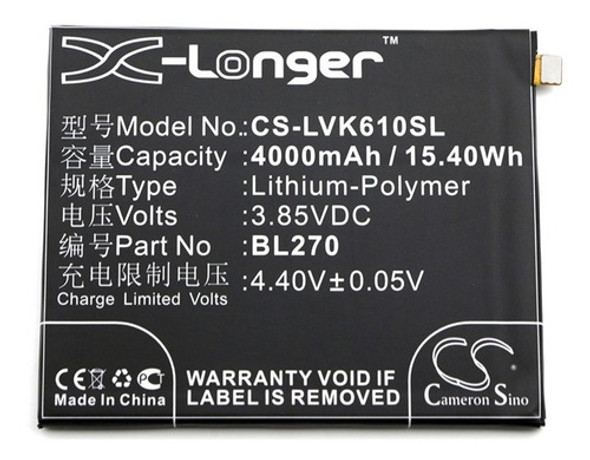 X-Longer™
型号Model No.:CS-LVK610SL
容量Capacity :4000mAh / 15.40Wh
规格Type :Lithium-Polymer
电压Volts :3.85VDC
编号Part No :BL270
充电限制电压 :4.40V±0.05V
Charge Limited Volts
CE PCT
Made In China
WARRANTY VOID IF
LABEL IS REMOVED
CS
Cameron Sino